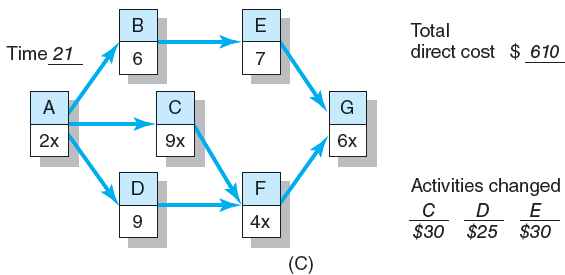 B
E
Total
Time 21
6
7
direct cost $ 610
A
C
G
2x
9x
6x
D
F
Activities changed
9
4x
C D E
$30 $25 $30
(C)